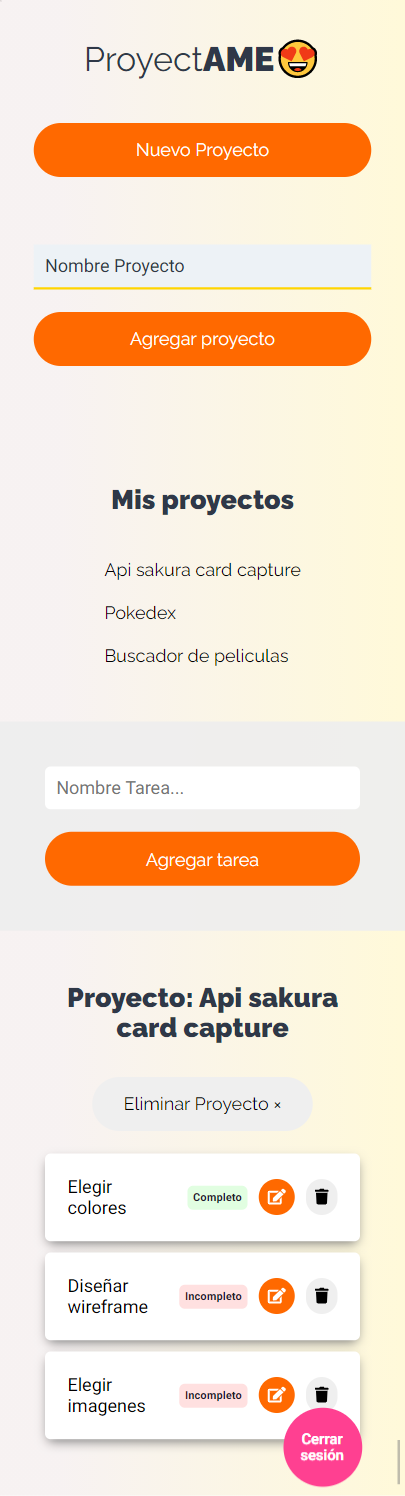 ProyectAME
Nuevo Proyecto
Nombre Proyecto
Agregar proyecto
Mis proyectos
Api sakura card capture
Pokedex
Buscador de peliculas
Nombre Tarea...
Agregar tarea
Proyecto: Api sakura
card capture
Eliminar Proyecto ×
Elegir
colores
Completo
Diseñar
wireframe
Incompleto
Elegir
imagenes
Incompleto
Cerrar
sesión